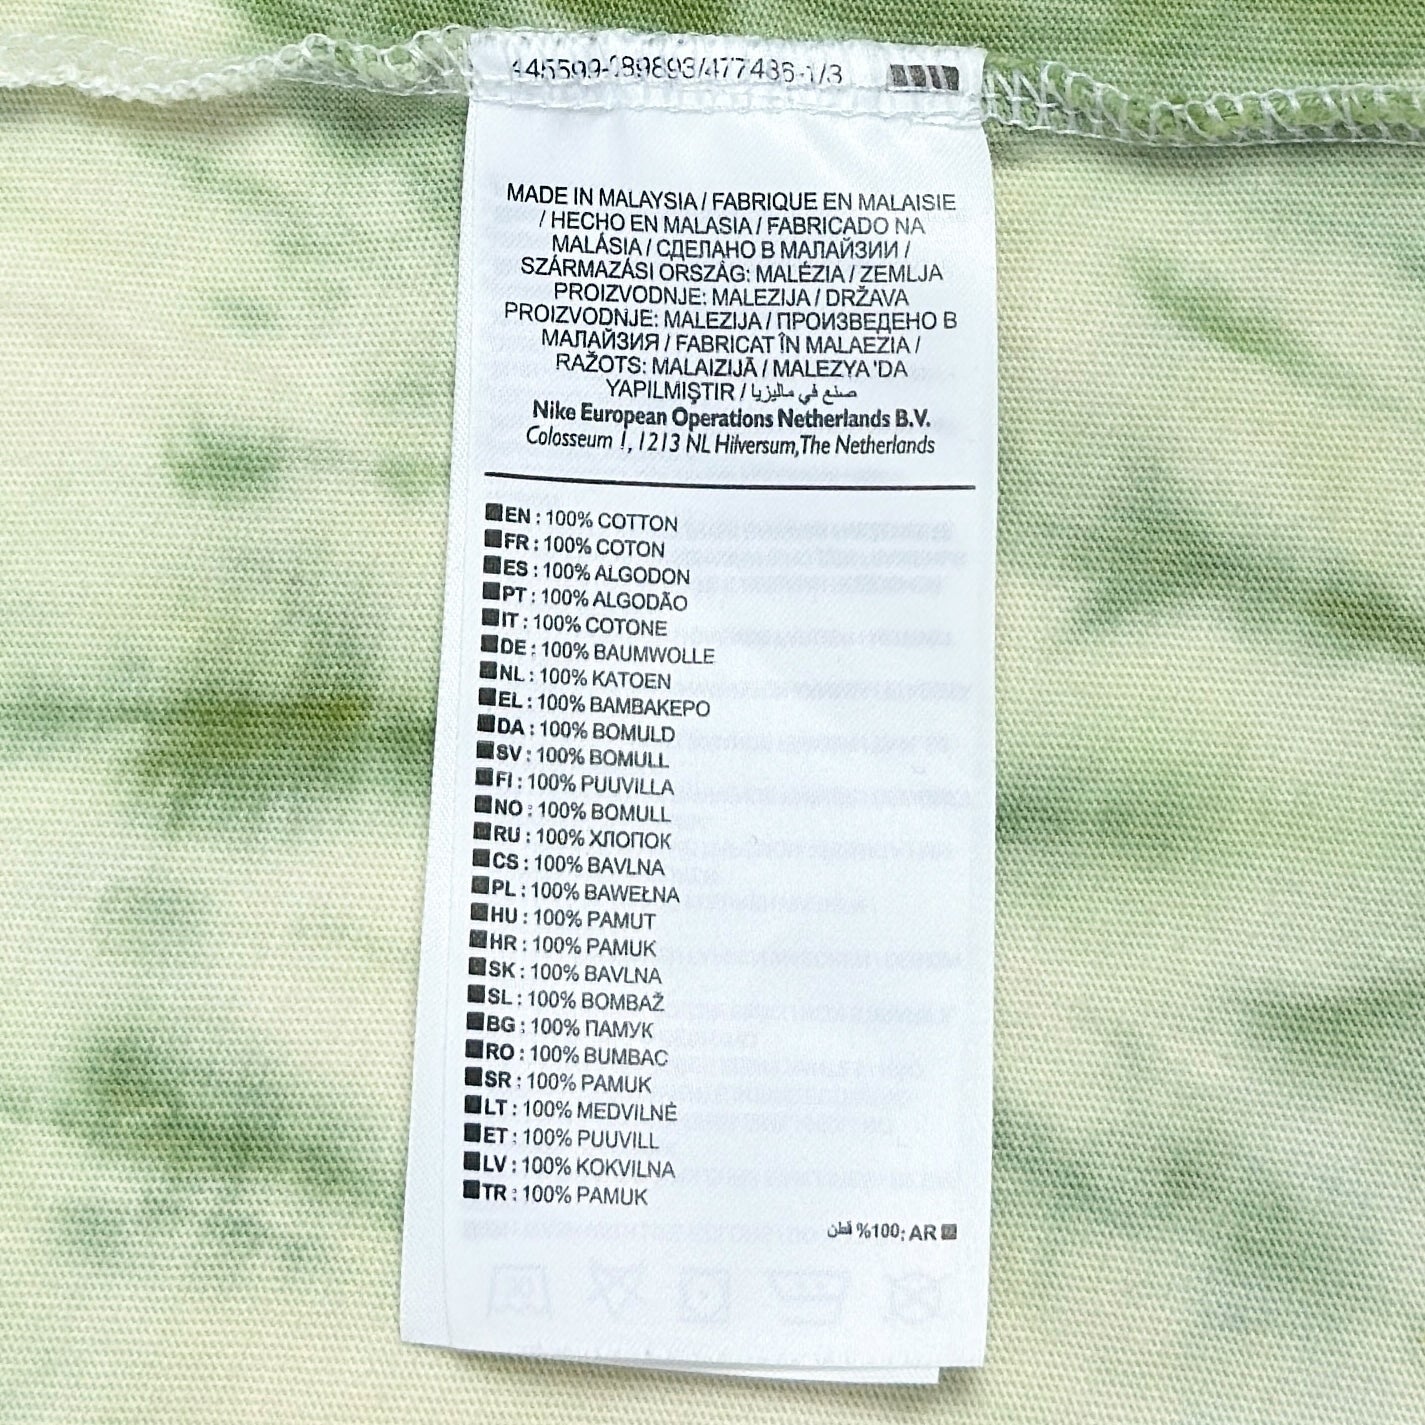 MADE IN MALAYSIA / FABRIQUE EN MALAISIE
/ HECHO EN MALASIA / FABRICADO NA
MALÁSIA / СДЕЛАНО В МАЛАЙЗИИ /
SZÁRMAZÁSI ORSZÁG: MALÉZIA / ZEMLJA
PROIZVODNJE: MALEZIJA / DRŽAVA
PROIZVODNJE: MALEZIJA / ПРОИЗВЕДЕНО В
МАЛАЙЗИЯ / FABRICAT ÎN MALAEZIA /
RAŽOTS: MALAIZIJĀ / MALEZYA 'DA
YAPILMIŞTIR / صنع في ماليزيا
Nike European Operations Netherlands B.V.
Colosseum 1, 1213 NL Hilversum, The Netherlands
EN : 100% COTTON
FR : 100% COTON
ES : 100% ALGODON
PT : 100% ALGODÃO
IT : 100% COTONE
DE : 100% BAUMWOLLE
NL : 100% KATOEN
EL : 100% ΒΑΜΒΑΚΕΡΟ
DA : 100% BOMULD
SV : 100% BOMULL
FI : 100% PUUVILLA
NO : 100% BOMULL
RU : 100% ХЛОПОК
CS : 100% BAVLNA
PL : 100% BAWEŁNA
HU : 100% PAMUT
HR : 100% PAMUK
SK : 100% BAVLNA
SL : 100% BOMBAŽ
BG : 100% ПАМУК
RO : 100% BUMBAC
SR : 100% PAMUK
LT : 100% MEDVILNĖ
ET : 100% PUUVILL
LV : 100% KOKVILNA
TR : 100% PAMUK
AR :100% قطن